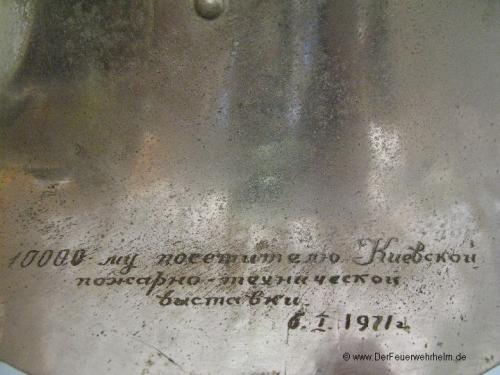 10000 му посетителю Киевской
пожарно-технической
выставки.
6. I. 1971г
© www.DerFeuerwehrhelm.de